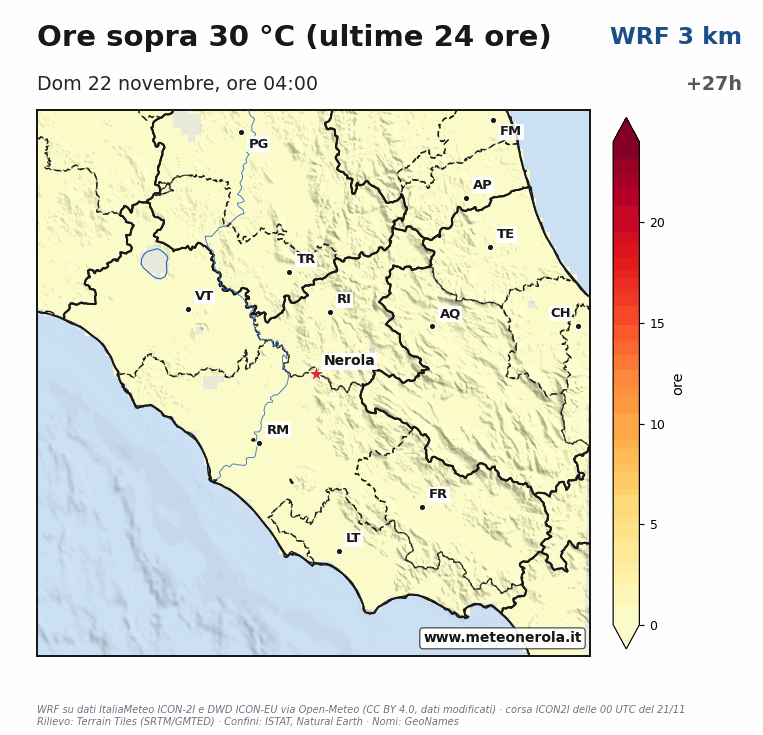 Ore sopra 30 °C (ultime 24 ore)
WRF 3 km
Dom 22 novembre, ore 04:00
+27h
FM
PG
AP
TE
TR
VT
RI
AQ
CH
Nerola
RM
FR
LT
www.meteonerola.it
20
15
10
5
0
ore
WRF su dati ItaliaMeteo ICON-2I e DWD ICON-EU via Open-Meteo (CC BY 4.0, dati modificati) · corsa ICON2I delle 00 UTC del 21/11
Rilievo: Terrain Tiles (SRTM/GMTED) · Confini: ISTAT, Natural Earth · Nomi: GeoNames